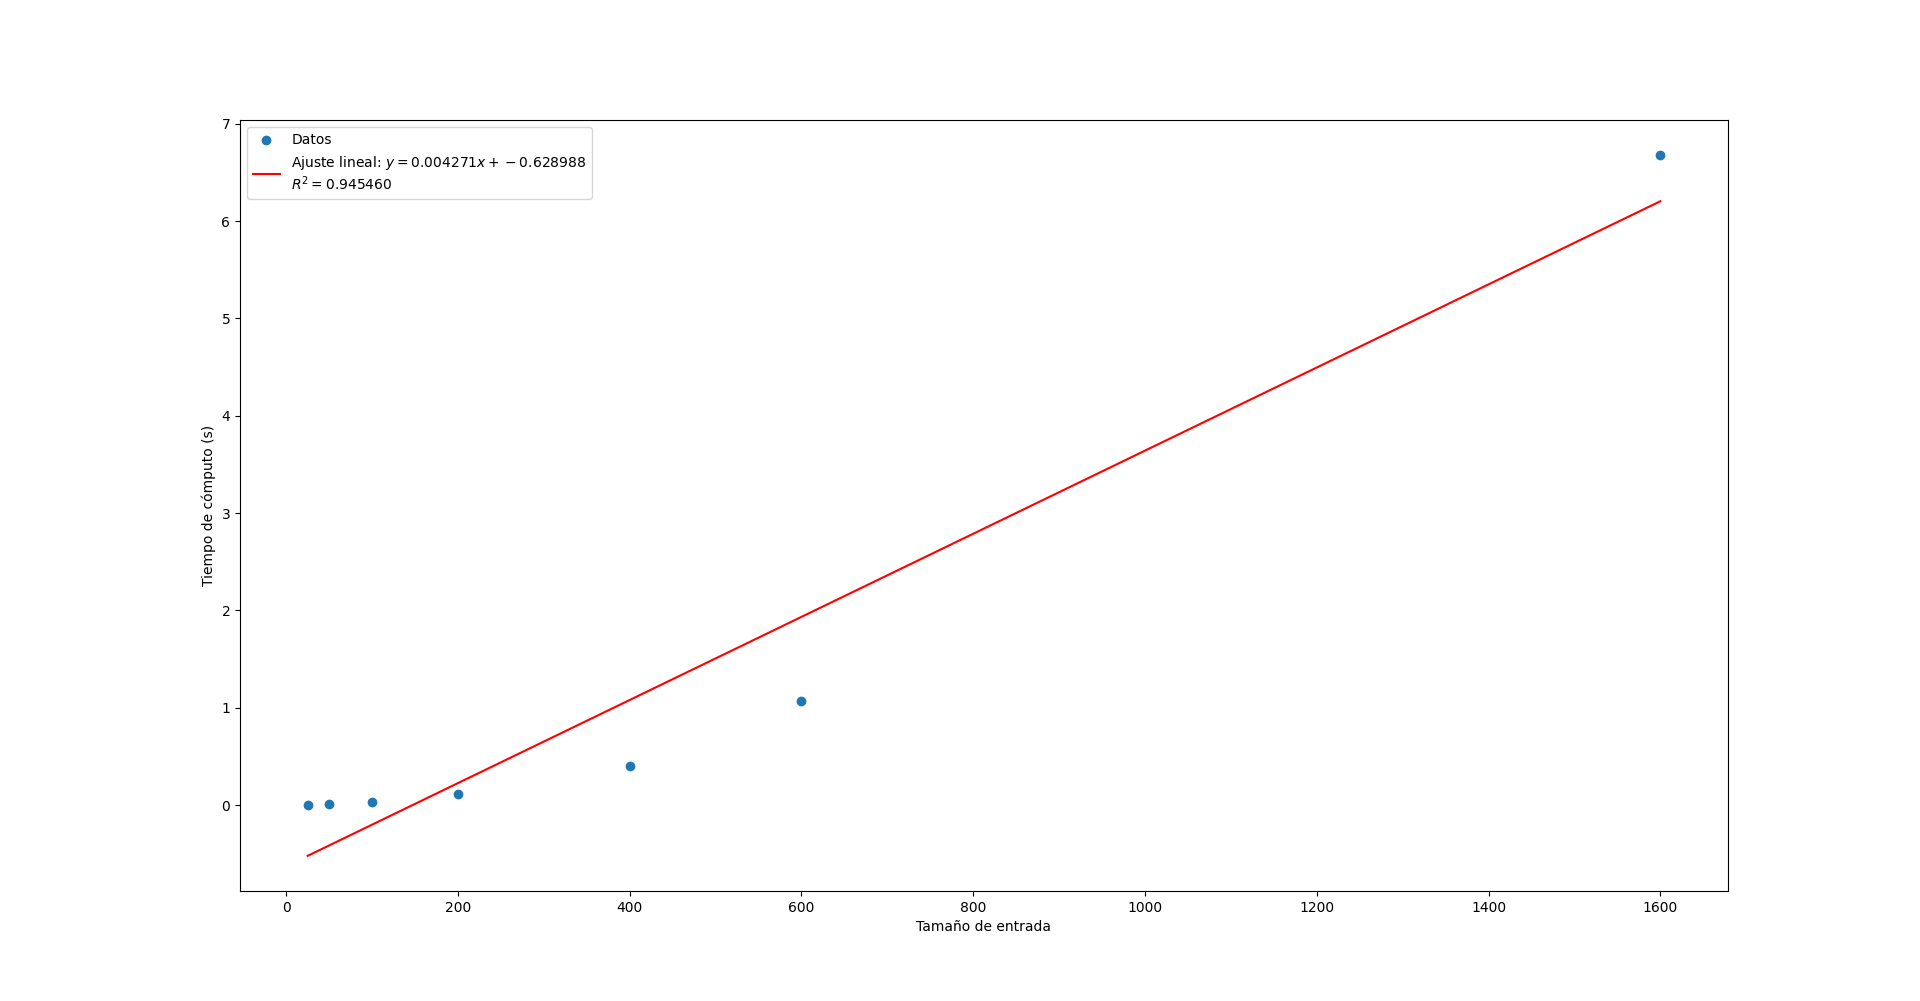 Datos
Ajuste lineal: y = 0.004271x + −0.628988
R² = 0.945460
7
6
5
4
3
2
1
0
Tiempo de cómputo (s)
0 200 400 600 800 1000 1200 1400 1600
Tamaño de entrada